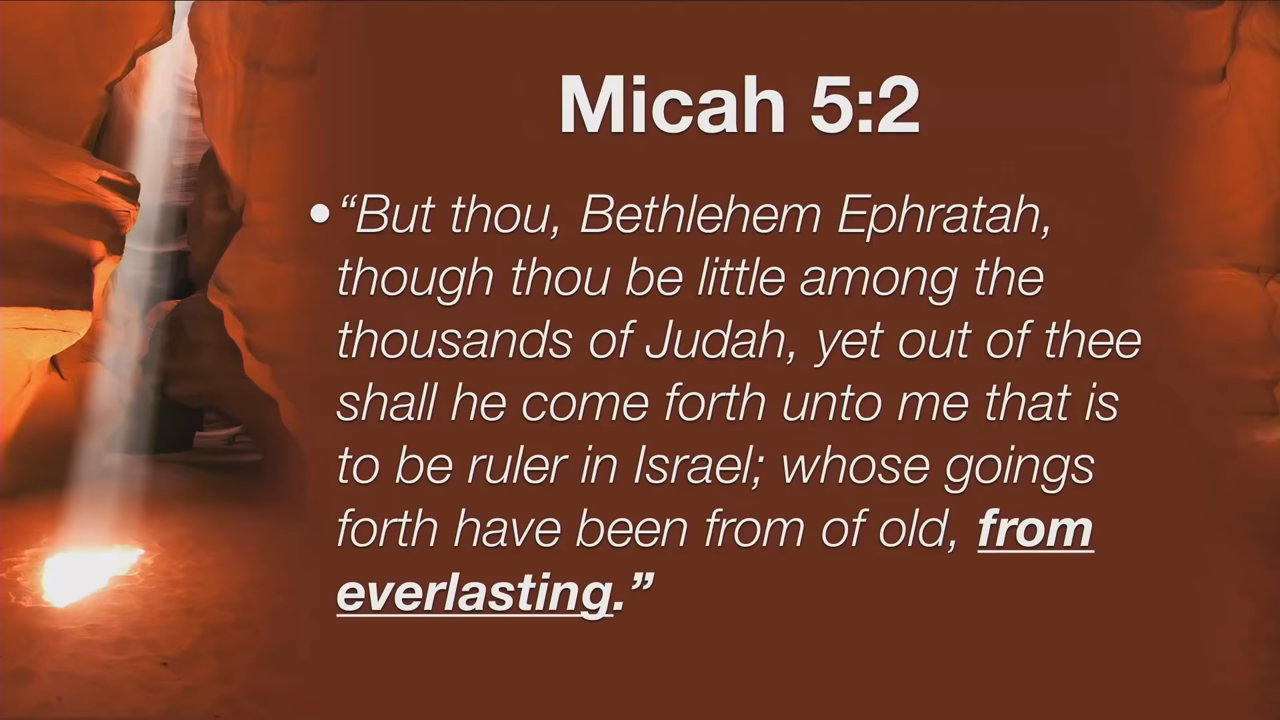 Micah 5:2
•“But thou, Bethlehem Ephratah,
though thou be little among the
thousands of Judah, yet out of thee
shall he come forth unto me that is
to be ruler in Israel; whose goings
forth have been from of old, from
everlasting.”